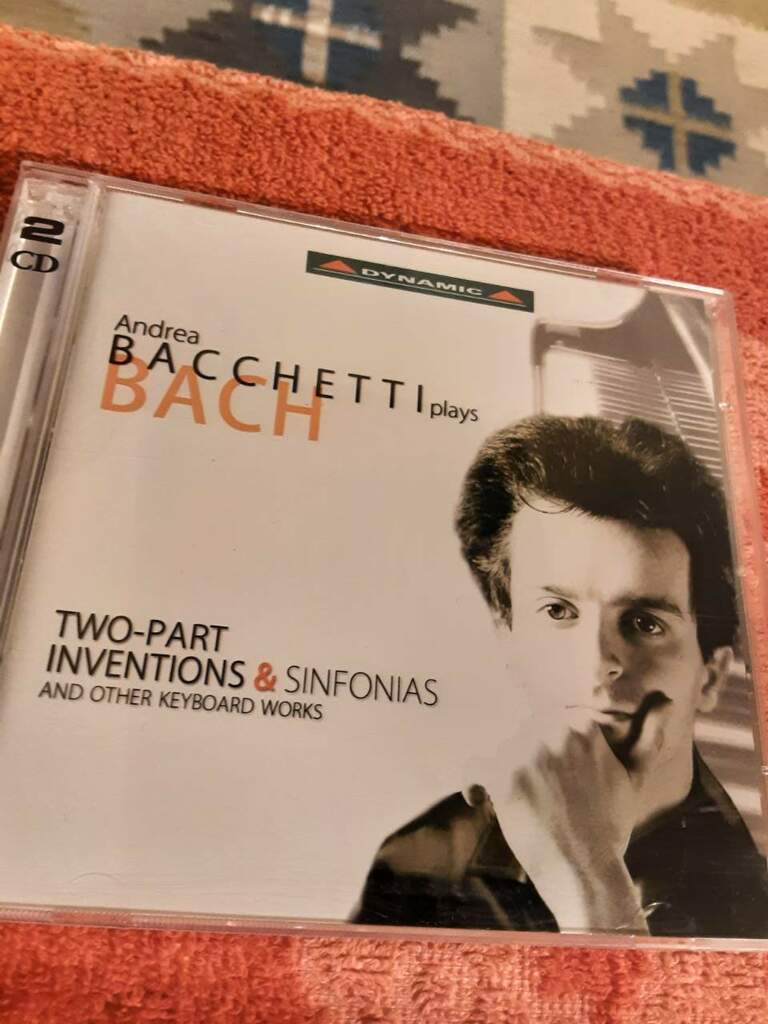 2
CD
DYNAMIC
Andrea
BACCHETTI plays
BACH
TWO-PART
INVENTIONS & SINFONIAS
AND OTHER KEYBOARD WORKS